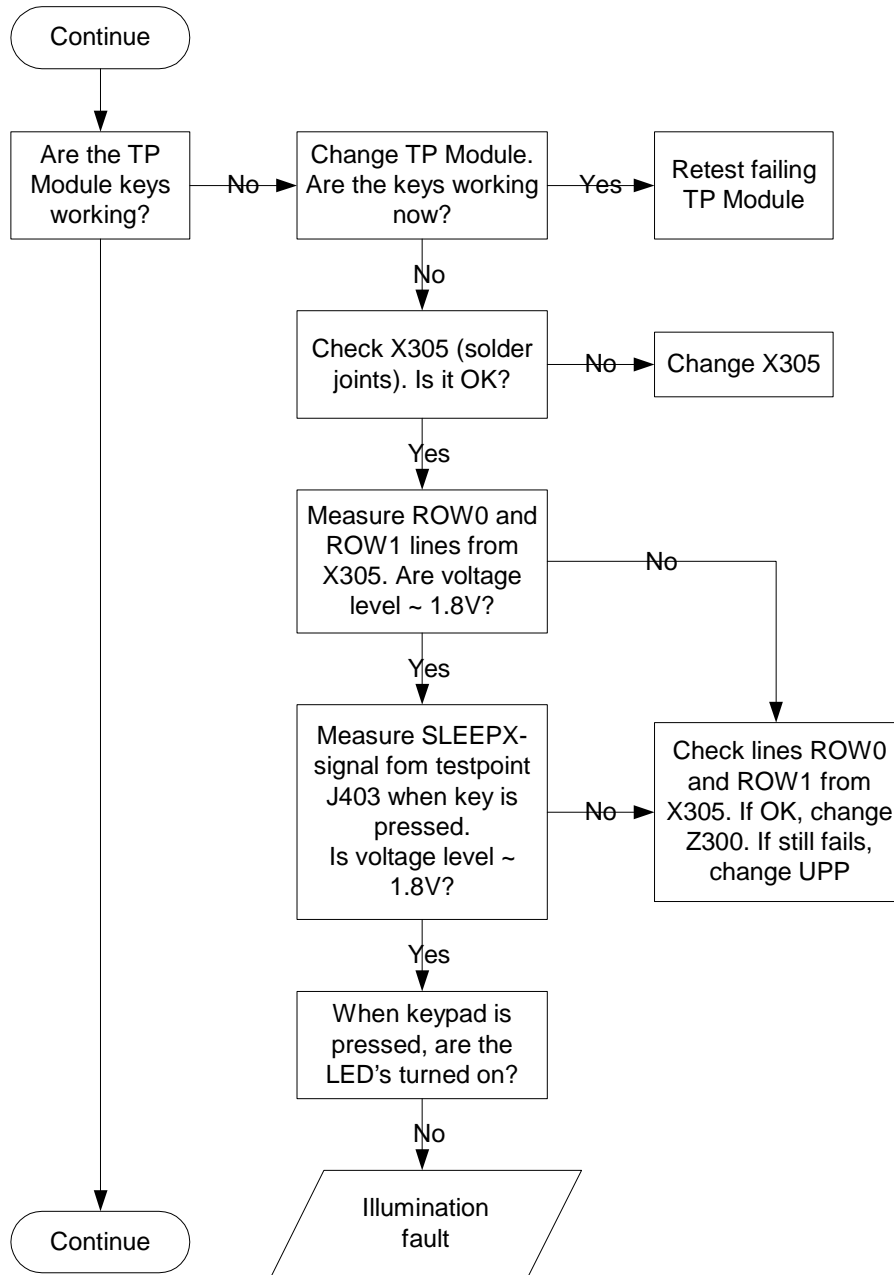 Continue
Are the TP
Module keys
working?
No
Change TP Module.
Are the keys working
now?
Yes
Retest failing
TP Module
No
Check X305 (solder
joints). Is it OK?
No
Change X305
Yes
Measure ROW0 and
ROW1 lines from
X305. Are voltage
level ~ 1.8V?
No
Yes
Measure SLEEPX-
signal fom testpoint
J403 when key is
pressed.
Is voltage level ~
1.8V?
No
Check lines ROW0
and ROW1 from
X305. If OK, change
Z300. If still fails,
change UPP
Yes
When keypad is
pressed, are the
LED's turned on?
No
Illumination
fault
Continue